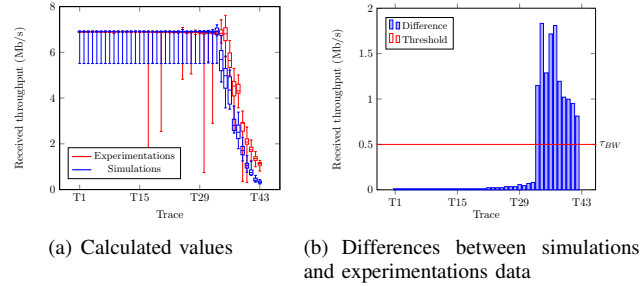 Received throughput (Mb/s)
8
6
4
2
0
Experimentations
Simulations
T1 T15 T29 T43
Trace
(a) Calculated values
Received throughput (Mb/s)
2
1.5
1
0.5
0
Difference
Threshold
τBW
T1 T15 T29 T43
Trace
(b) Differences between simulations
and experimentations data